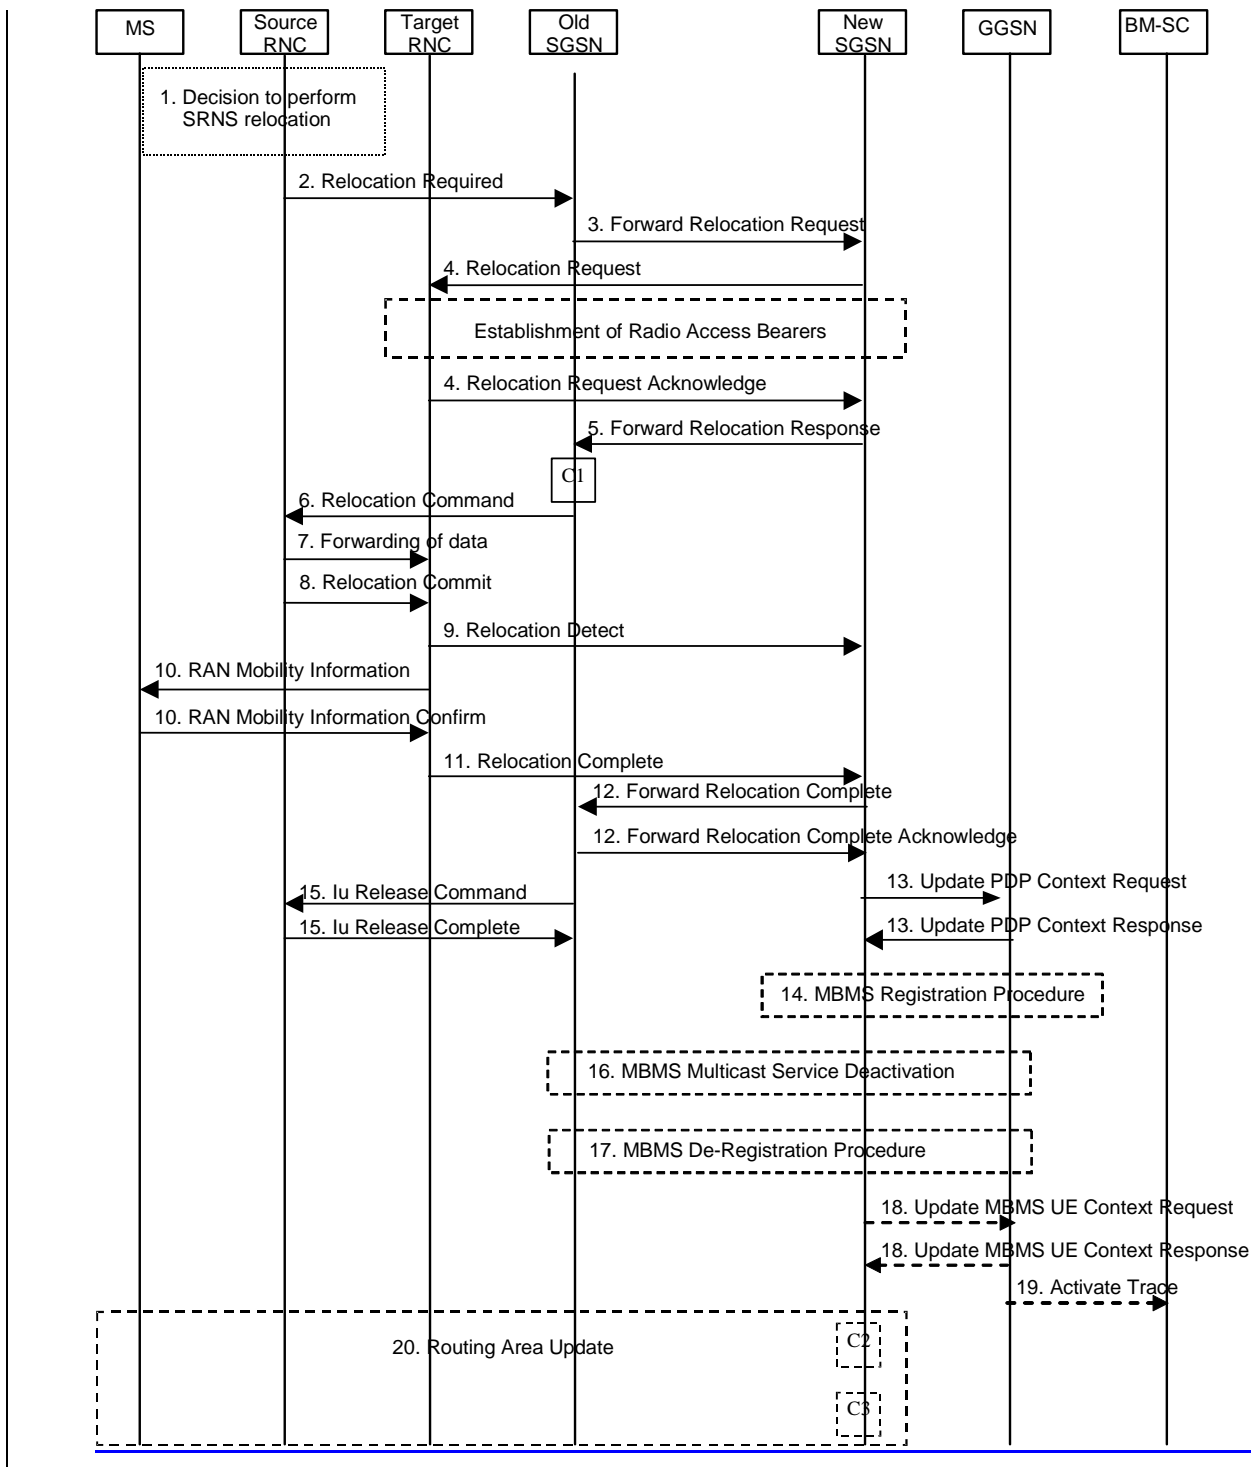 MS
Source
RNC
Target
RNC
Old
SGSN
New
SGSN
GGSN
BM-SC
1. Decision to perform
SRNS relocation
2. Relocation Required
3. Forward Relocation Request
4. Relocation Request
Establishment of Radio Access Bearers
4. Relocation Request Acknowledge
5. Forward Relocation Response
C1
6. Relocation Command
7. Forwarding of data
8. Relocation Commit
9. Relocation Detect
10. RAN Mobility Information
10. RAN Mobility Information Confirm
11. Relocation Complete
12. Forward Relocation Complete
12. Forward Relocation Complete Acknowledge
13. Update PDP Context Request
15. Iu Release Command
13. Update PDP Context Response
15. Iu Release Complete
14. MBMS Registration Procedure
16. MBMS Multicast Service Deactivation
17. MBMS De-Registration Procedure
18. Update MBMS UE Context Request
18. Update MBMS UE Context Response
19. Activate Trace
20. Routing Area Update
C2
C3